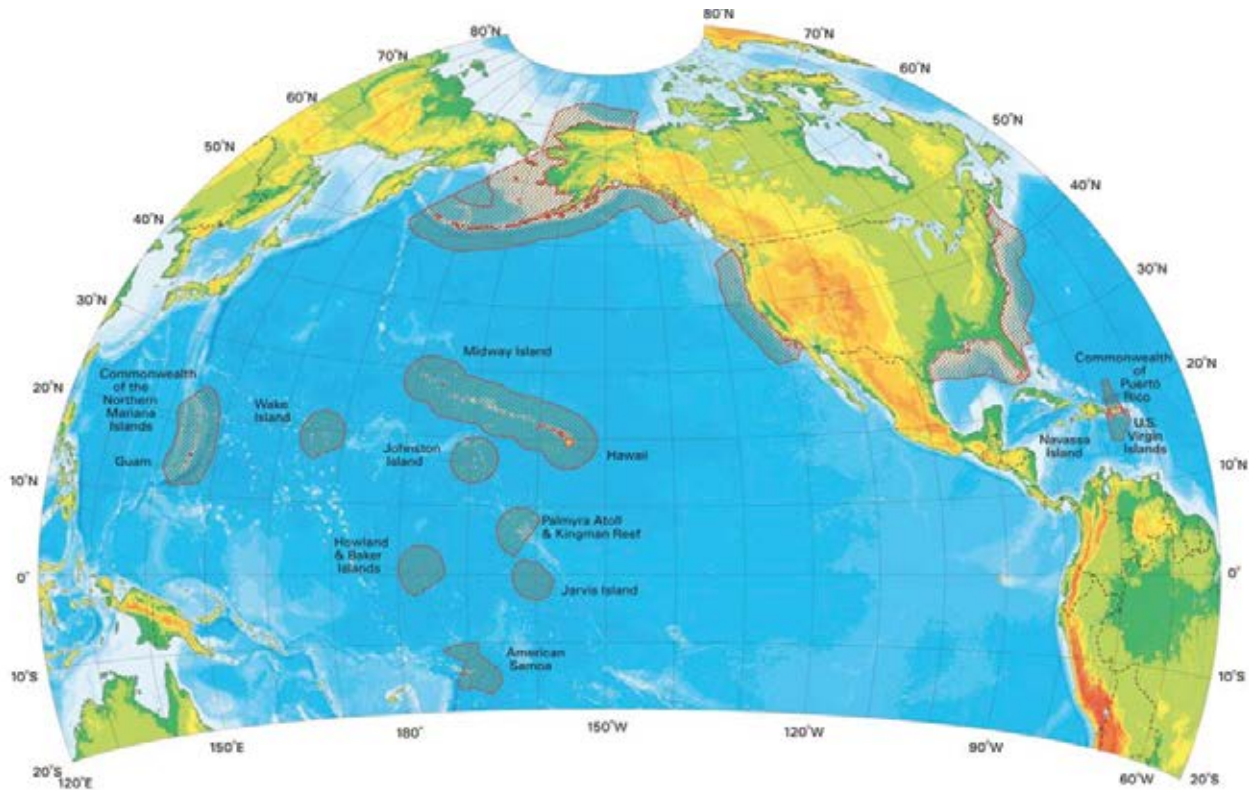 80°N
80°N
70°N
70°N
60°N
60°N
50°N
50°N
40°N
40°N
30°N
30°N
20°N
20°N
10°N
10°N
0°
0°
10°S
10°S
20°S
20°S
120°E
150°E
180°
150°W
120°W
90°W
60°W
Midway Island
Commonwealth
of the
Northern
Mariana
Islands
Guam
Wake
Island
Johnston
Island
Hawaii
Palmyra Atoll
& Kingman Reef
Howland
& Baker
Islands
Jarvis Island
American
Samoa
Commonwealth
of
Puerto
Rico
Navassa
Island
U.S.
Virgin
Islands